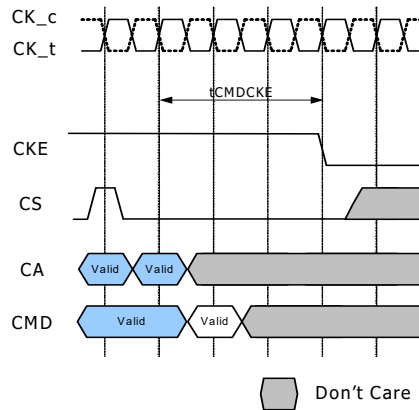 CK_c
CK_t
tCMDCKE
CKE
CS
CA Valid Valid
CMD Valid Valid
Don't Care